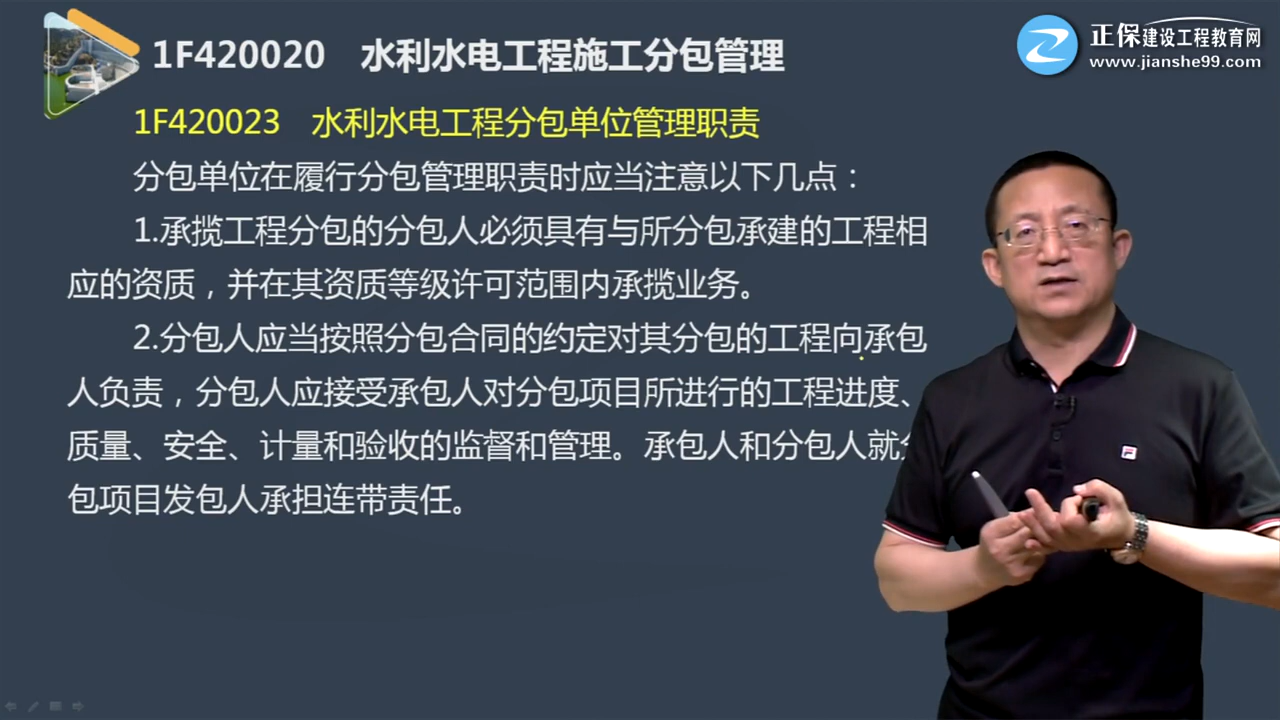 1F420020 水利水电工程施工分包管理
正保建设工程教育网
www.jianshe99.com
1F420023 水利水电工程分包单位管理职责
分包单位在履行分包管理职责时应当注意以下几点：
1.承揽工程分包的分包人必须具有与所分包承建的工程相
应的资质，并在其资质等级许可范围内承揽业务。
2.分包人应当按照分包合同的约定对其分包的工程向承包
人负责，分包人应接受承包人对分包项目所进行的工程进度、
质量、安全、计量和验收的监督和管理。承包人和分包人就分
包项目发包人承担连带责任。